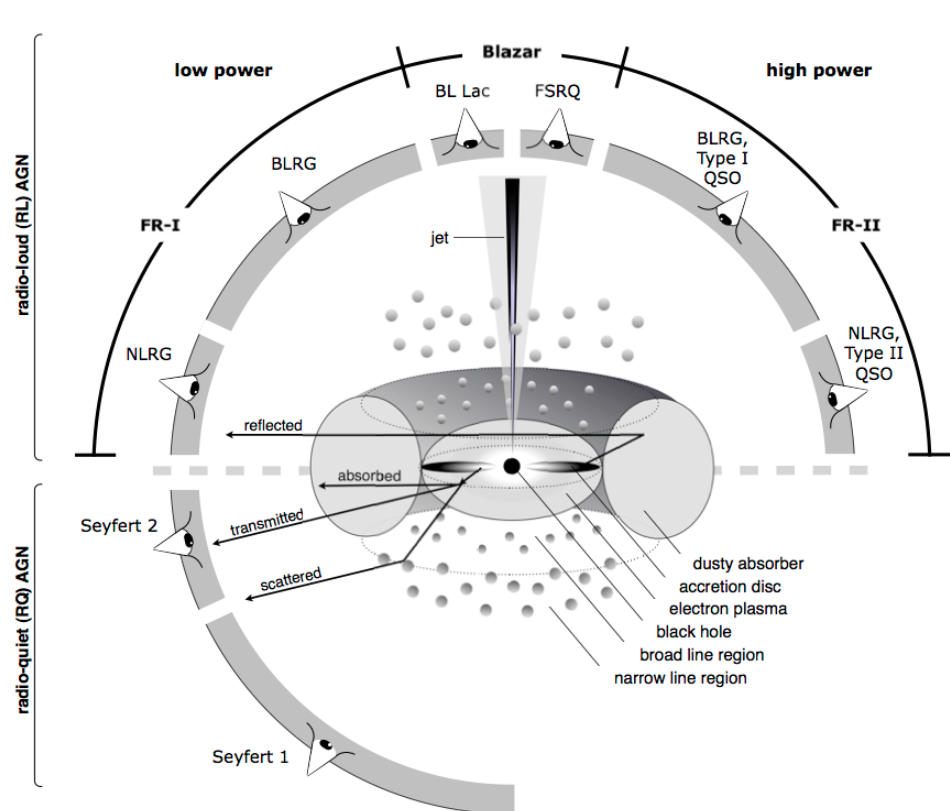 Blazar
low power
high power
BL Lac
FSRQ
BLRG
BLRG,
Type I
QSO
radio-loud (RL) AGN
FR-I
FR-II
jet
NLRG
NLRG,
Type II
QSO
reflected
absorbed
transmitted
scattered
Seyfert 2
radio-quiet (RQ) AGN
dusty absorber
accretion disc
electron plasma
black hole
broad line region
narrow line region
Seyfert 1